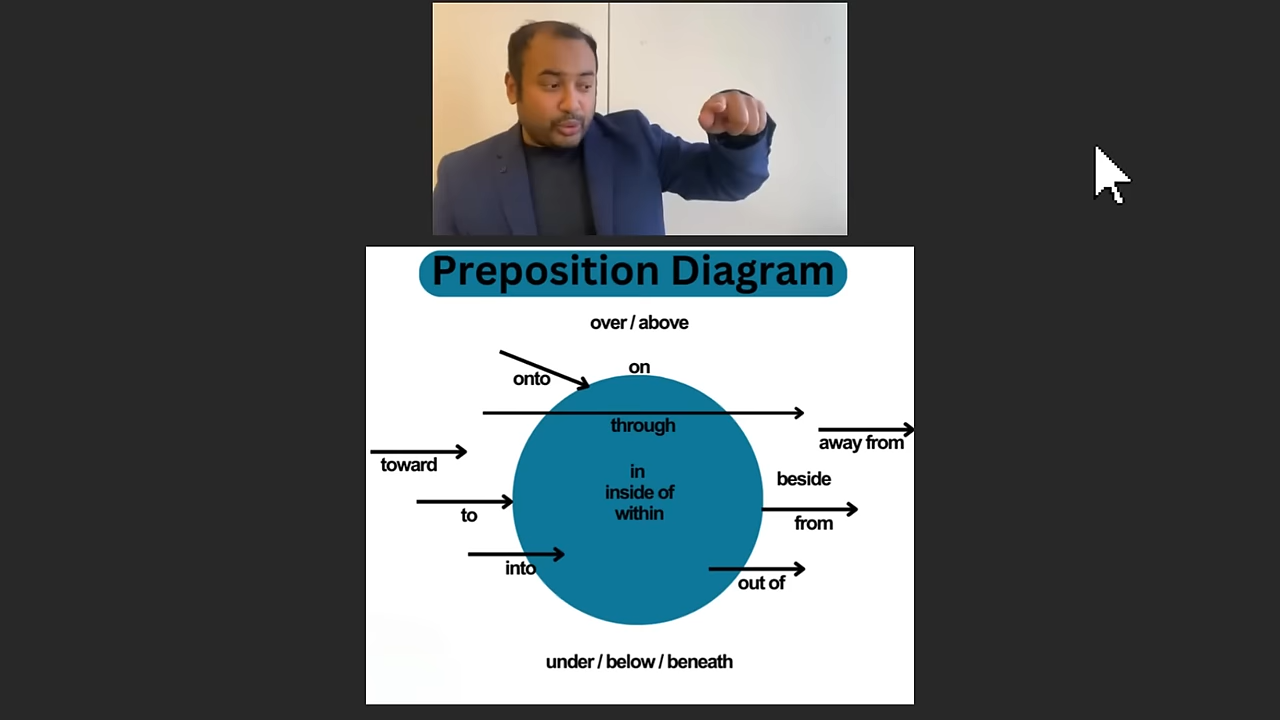 Preposition Diagram
over / above
on
onto
through
away from
toward
in
beside
inside of
within
to
from
into
out of
under / below / beneath